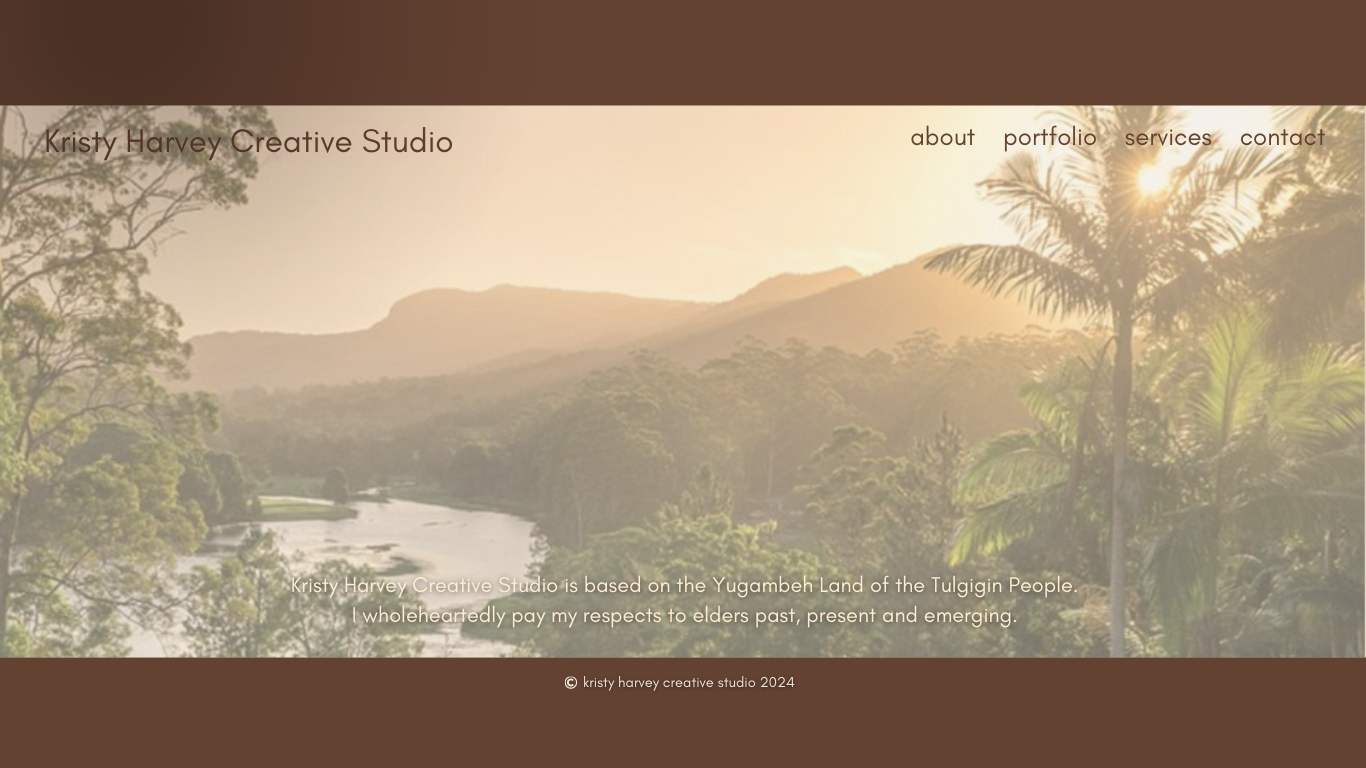 Kristy Harvey Creative Studio
about portfolio services contact
Kristy Harvey Creative Studio is based on the Yugambeh Land of the Tulgigin People.
I wholeheartedly pay my respects to elders past, present and emerging.
© kristy harvey creative studio 2024